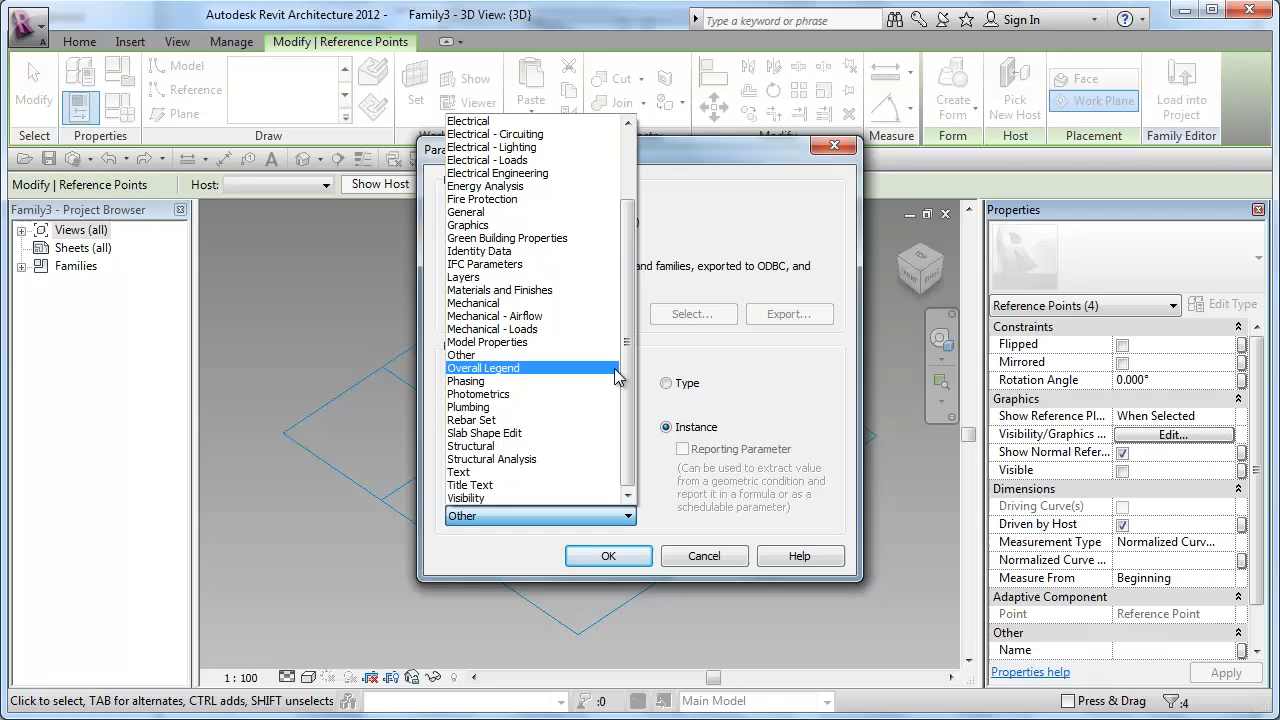 Autodesk Revit Architecture 2012 - Family3 - 3D View: {3D}
Type a keyword or phrase
Sign In
Home Insert View Manage Modify | Reference Points
Modify
Model
Reference
Plane
Set
Show
Viewer
Paste
Cut
Join
Create Form
Pick New Host
Face
Work Plane
Load into Project
Select Properties Draw Measure Form Host Placement Family Editor
Modify | Reference Points Host: Show Host
Family3 - Project Browser
Views (all)
Sheets (all)
Families
Electrical
Electrical - Circuiting
Electrical - Lighting
Electrical - Loads
Electrical Engineering
Energy Analysis
Fire Protection
General
Graphics
Green Building Properties
Identity Data
IFC Parameters
Layers
Materials and Finishes
Mechanical
Mechanical - Airflow
Mechanical - Loads
Model Properties
Other
Overall Legend
Phasing
Photometrics
Plumbing
Rebar Set
Slab Shape Edit
Structural
Structural Analysis
Text
Title Text
Visibility
Other
and families, exported to ODBC, and
Select... Export...
Type
Instance
Reporting Parameter
(Can be used to extract value
from a geometric condition and
report it in a formula or as a
schedulable parameter)
OK Cancel Help
Properties
Reference Points (4) Edit Type
Constraints
Flipped
Mirrored
Rotation Angle 0.000°
Graphics
Show Reference Pl... When Selected
Visibility/Graphics ... Edit...
Show Normal Refer...
Visible
Dimensions
Driving Curve(s)
Driven by Host
Measurement Type Normalized Curv...
Normalized Curve ...
Measure From Beginning
Adaptive Component
Point Reference Point
Other
Name
Properties help Apply
1 : 100
Click to select, TAB for alternates, CTRL adds, SHIFT unselects :0 Main Model Press & Drag :4